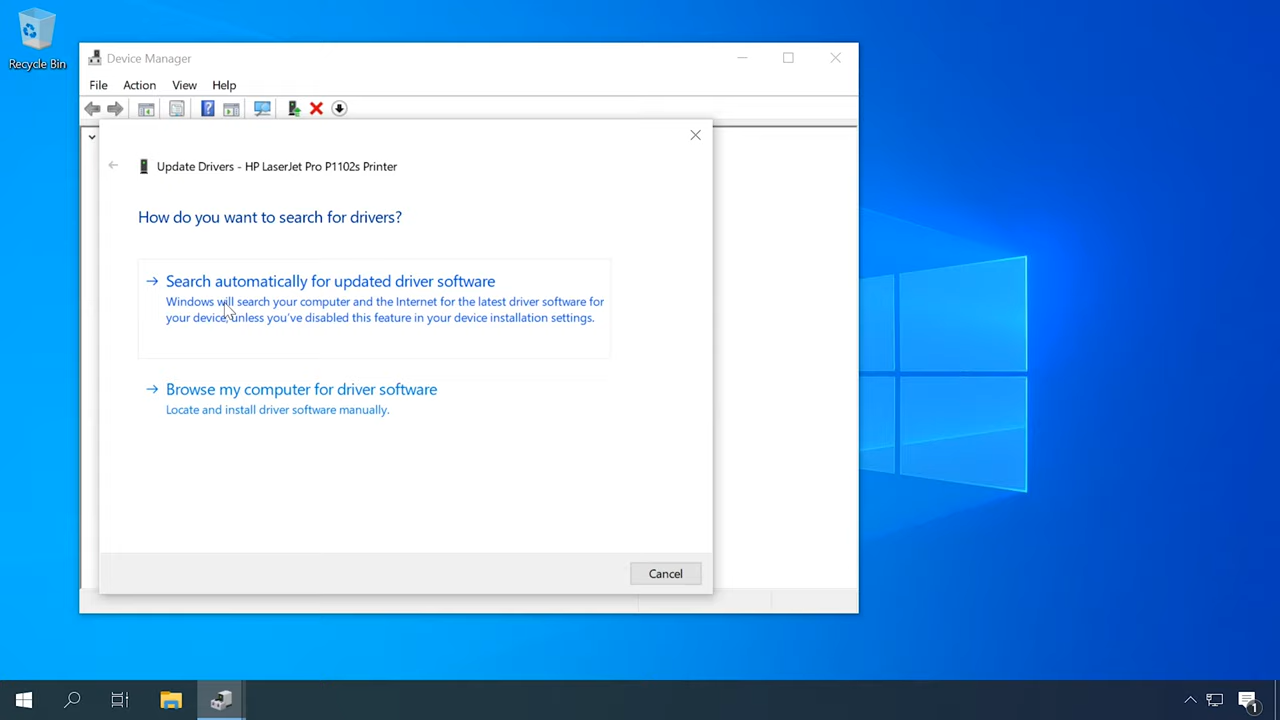 Recycle Bin
Device Manager
File Action View Help
Update Drivers - HP LaserJet Pro P1102s Printer
How do you want to search for drivers?
Search automatically for updated driver software
Windows will search your computer and the Internet for the latest driver software for
your device, unless you've disabled this feature in your device installation settings.
Browse my computer for driver software
Locate and install driver software manually.
Cancel
1